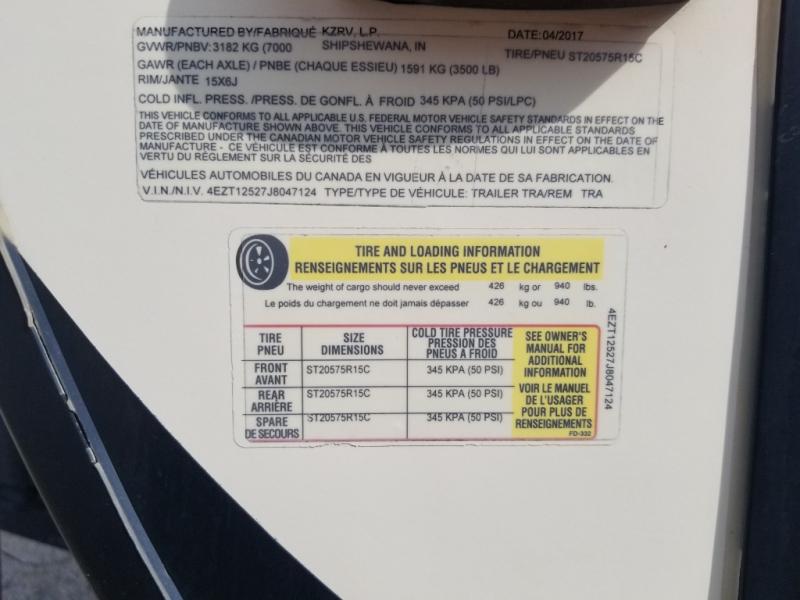 MANUFACTURED BY/FABRIQUÉ KZRV, L.P. DATE: 04/2017
GVWR/PNBV: 3182 KG (7000 SHIPSHEWANA, IN TIRE/PNEU ST20575R15C
GAWR (EACH AXLE) / PNBE (CHAQUE ESSIEU) 1591 KG (3500 LB)
RIM/JANTE 15X6J
COLD INFL. PRESS. /PRESS. DE GONFL. À FROID 345 KPA (50 PSI/LPC)
THIS VEHICLE CONFORMS TO ALL APPLICABLE U.S. FEDERAL MOTOR VEHICLE SAFETY STANDARDS IN EFFECT ON THE
DATE OF MANUFACTURE SHOWN ABOVE. THIS VEHICLE CONFORMS TO ALL APPLICABLE STANDARDS
PRESCRIBED UNDER THE CANADIAN MOTOR VEHICLE SAFETY REGULATIONS IN EFFECT ON THE DATE OF
MANUFACTURE - CE VÉHICULE EST CONFORME À TOUTES LES NORMES QUI LUI SONT APPLICABLES EN
VERTU DU RÉGLEMENT SUR LA SÉCURITÉ DES
VÉHICULES AUTOMOBILES DU CANADA EN VIGUEUR À LA DATE DE SA FABRICATION.
V.I.N./N.I.V. 4EZT12527J8047124 TYPE/TYPE DE VÉHICULE: TRAILER TRA/REM TRA
TIRE AND LOADING INFORMATION
RENSEIGNEMENTS SUR LES PNEUS ET LE CHARGEMENT
The weight of cargo should never exceed 426 kg or 940 lbs.
Le poids du chargement ne doit jamais dépasser 426 kg ou 940 lb.
TIRE SIZE COLD TIRE PRESSURE
PNEU DIMENSIONS PRESSION DES
PNEUS A FROID
FRONT ST20575R15C 345 KPA (50 PSI)
AVANT
REAR ST20575R15C 345 KPA (50 PSI)
ARRIÈRE
SPARE ST20575R15C 345 KPA (50 PSI)
DE SECOURS
SEE OWNER'S
MANUAL FOR
ADDITIONAL
INFORMATION
VOIR LE MANUEL
DE L'USAGER
POUR PLUS DE
RENSEIGNEMENTS
FD-332
4EZT12527J8047124